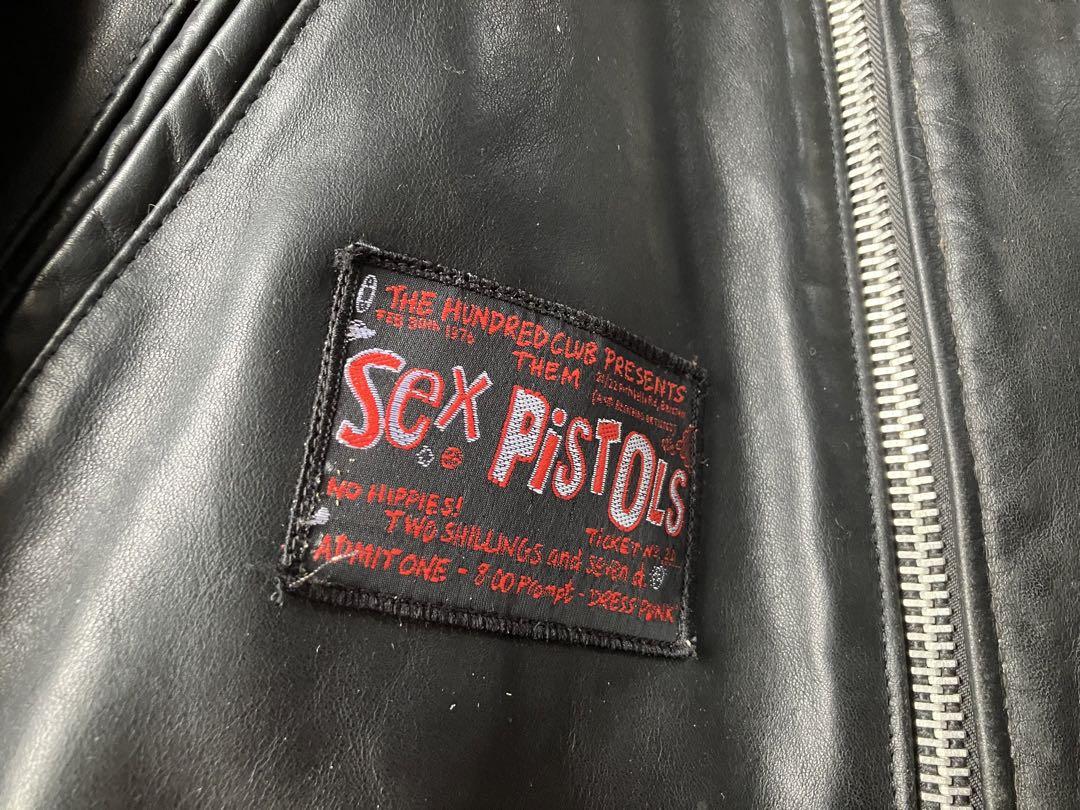 THE HUNDRED CLUB PRESENTS
FEB 30th 1976
THEM
Sex PiSTOLS
NO HIPPIES!
TICKET No.
TWO SHILLINGS and SEVEN d.
ADMIT ONE - 8 00 Prompt - DRESS PUNK